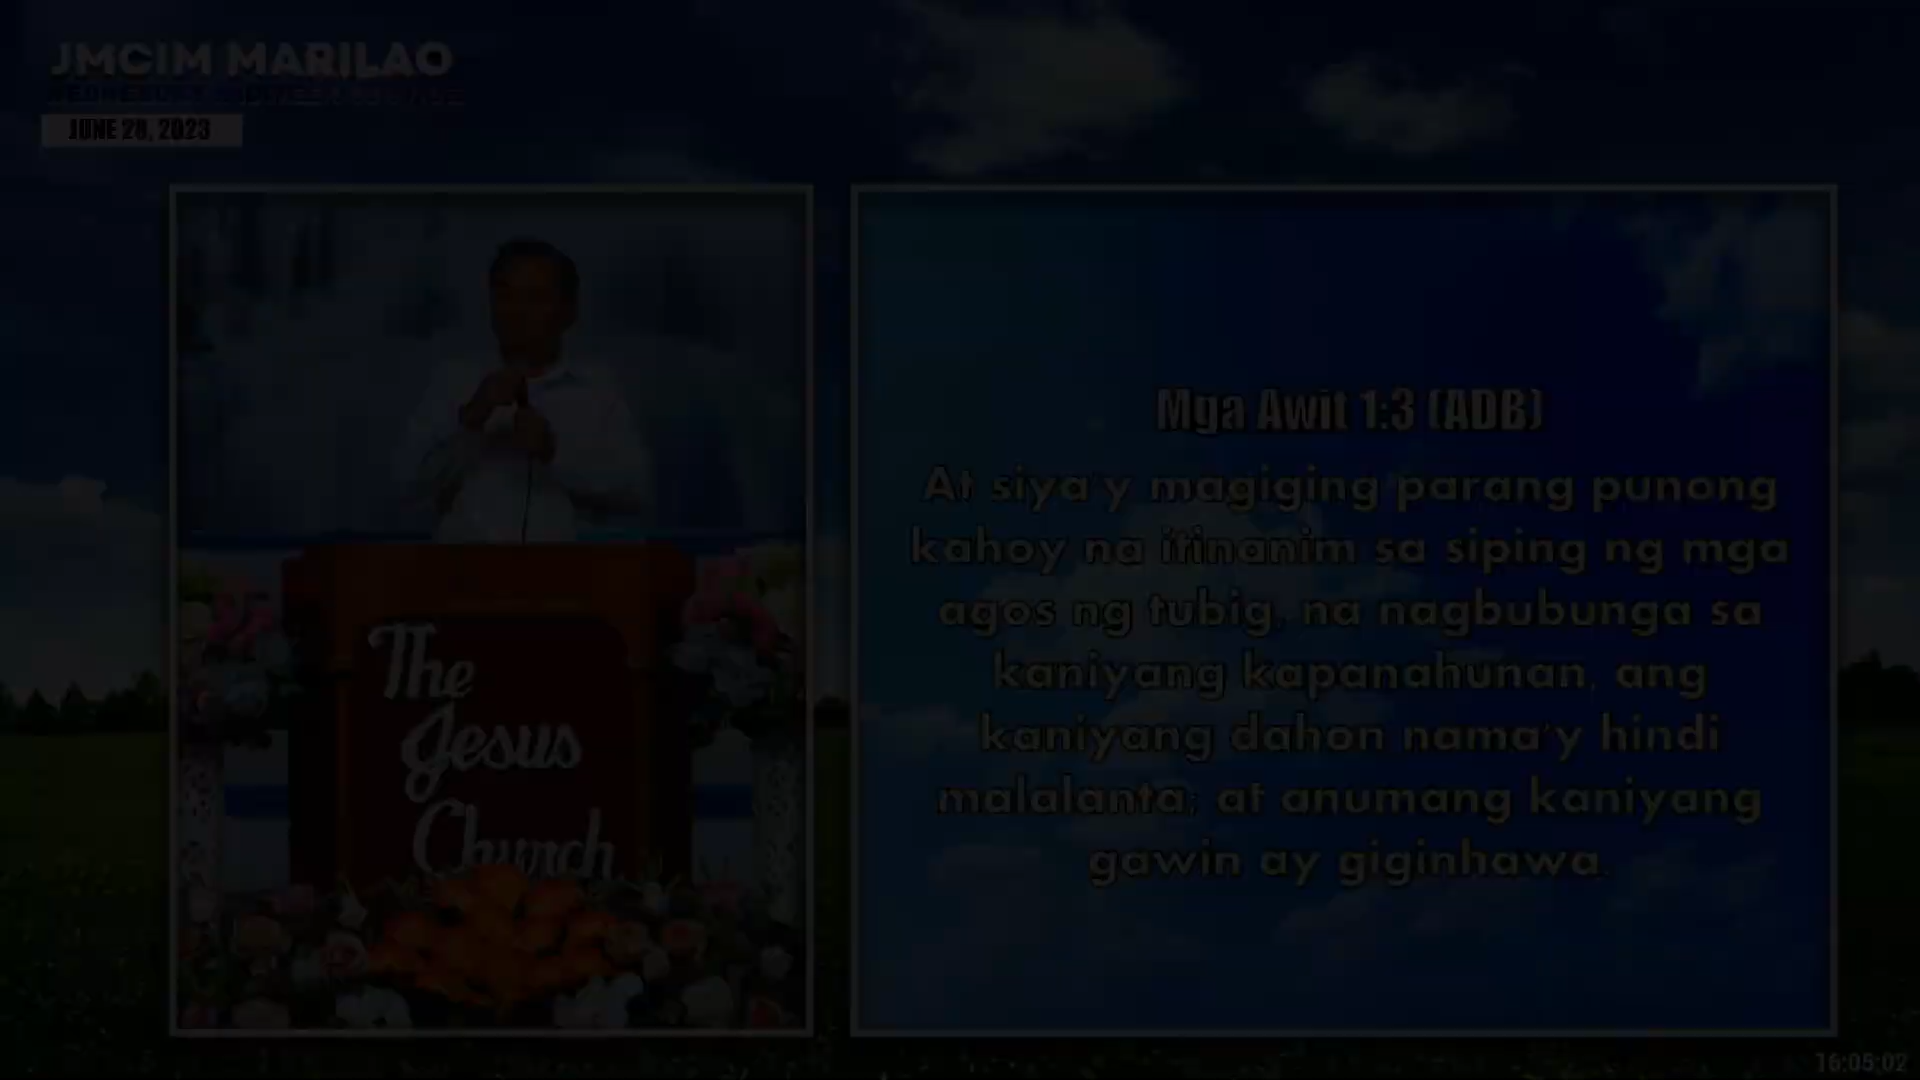 JMCIM MARILAO
JUNE 28, 2023
Mga Awit 1:3 (ADB)
At siya'y magiging parang punong
kahoy na itinanim sa siping ng mga
agos ng tubig, na nagbubunga sa
kaniyang kapanahunan, ang
kaniyang dahon nama'y hindi
malalanta; at anumang kaniyang
gawin ay giginhawa.
The
Jesus
Church
16:05:02